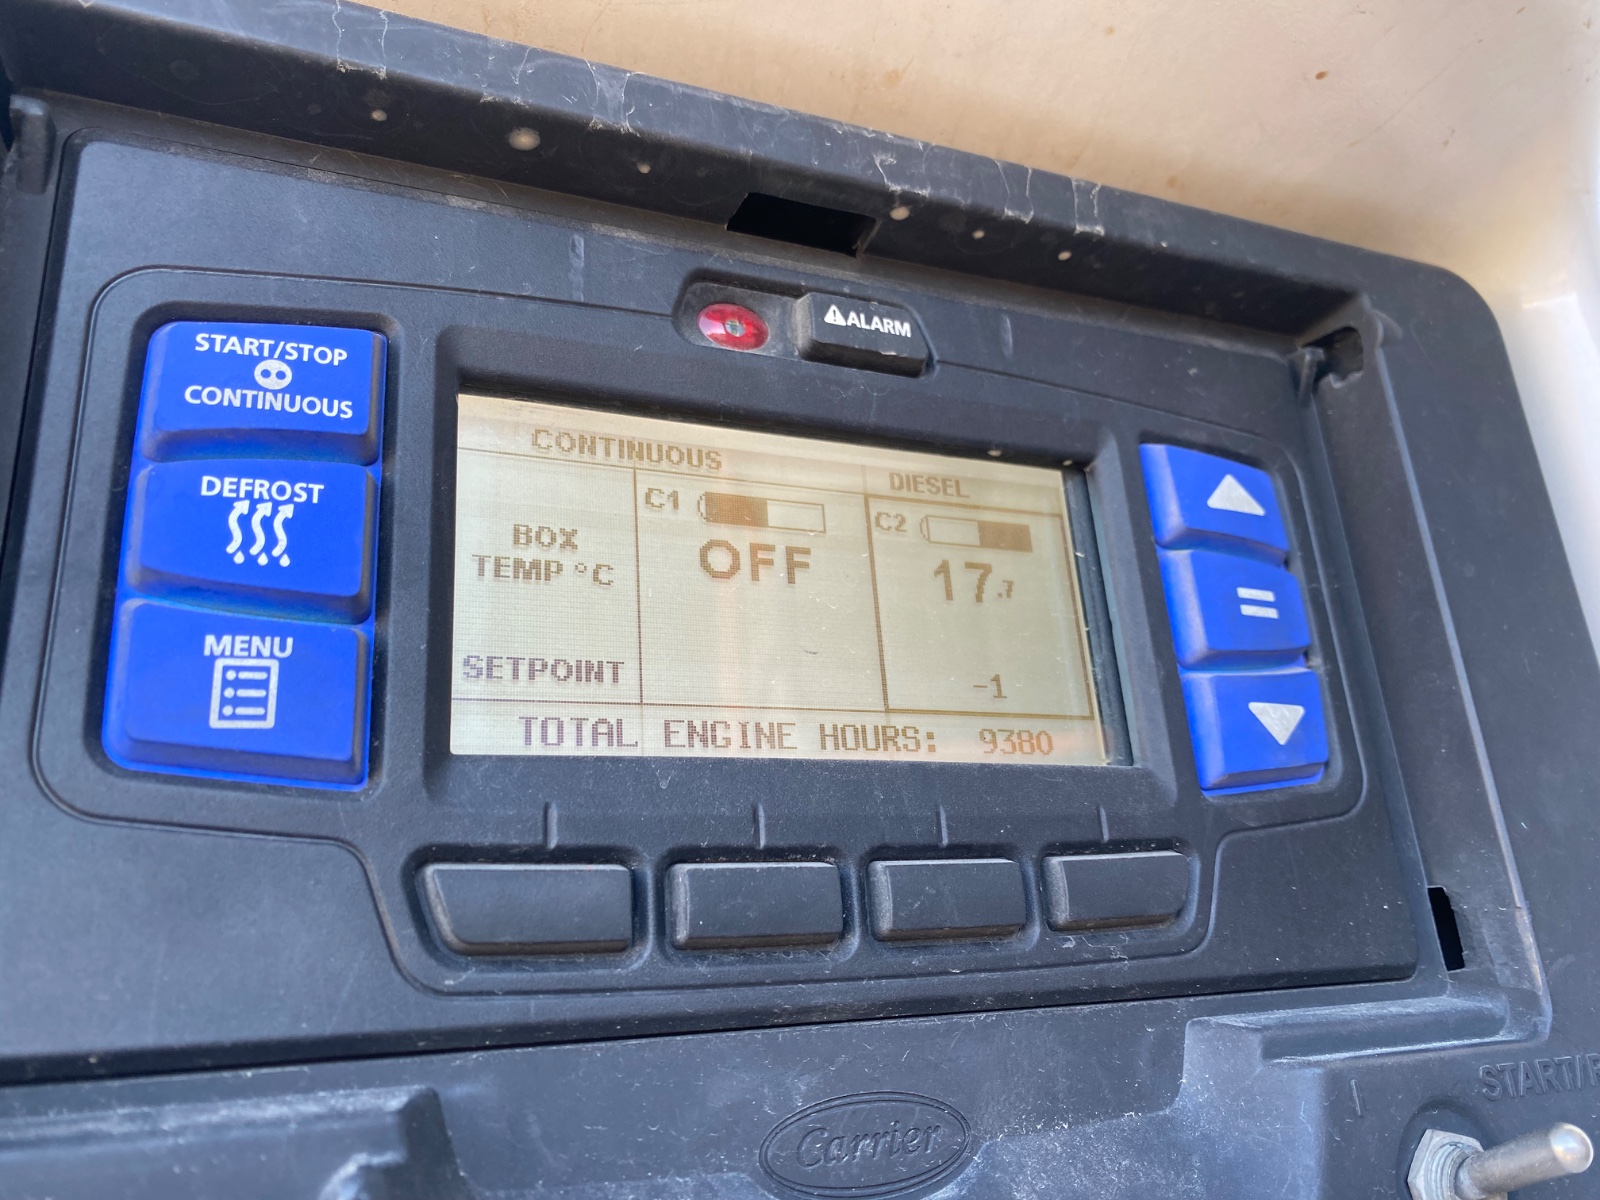 ⚠ALARM
START/STOP
CONTINUOUS
DEFROST
MENU
CONTINUOUS
DIESEL
C1
C2
BOX
TEMP °C
OFF
17.7
SETPOINT
-1
TOTAL ENGINE HOURS: 9380
=
Carrier
I
START/